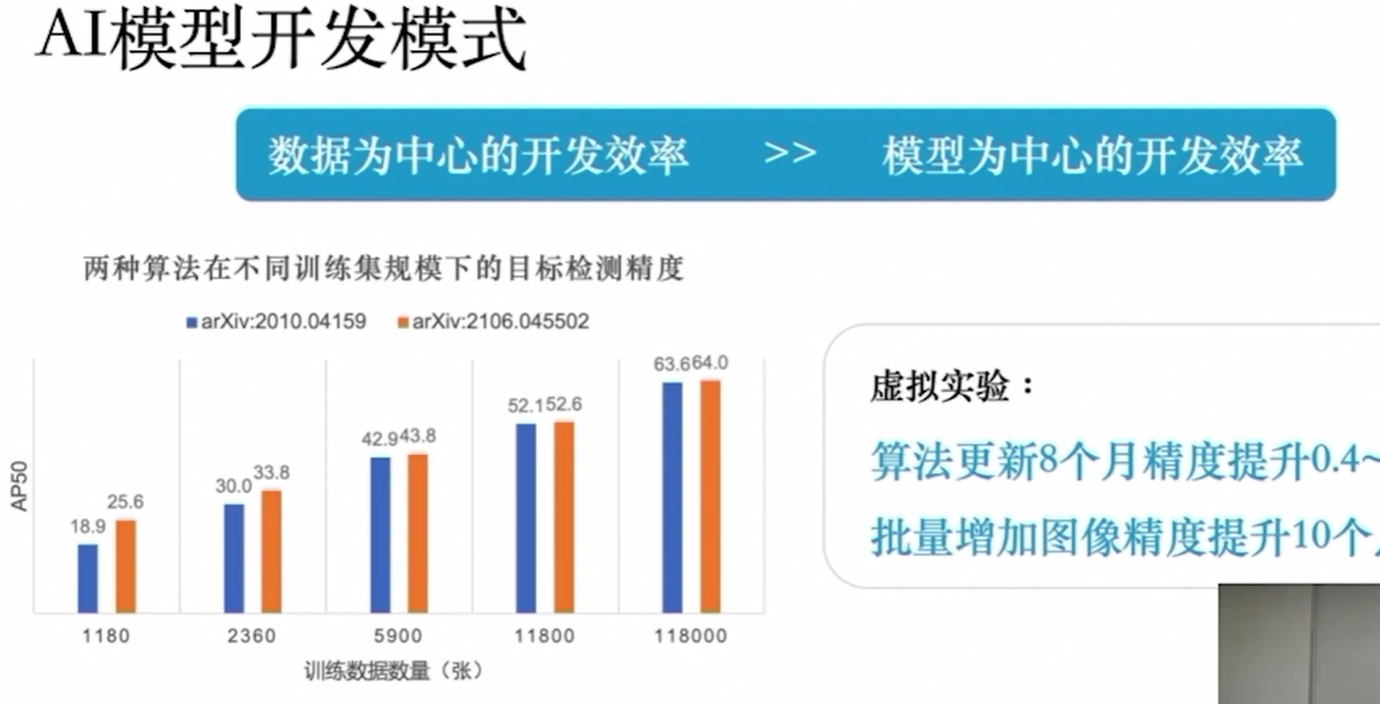 AI模型开发模式
数据为中心的开发效率 >> 模型为中心的开发效率
两种算法在不同训练集规模下的目标检测精度
arXiv:2010.04159 arXiv:2106.045502
63.6 64.0
52.1 52.6
42.9 43.8
30.0 33.8
18.9 25.6
AP50
1180 2360 5900 11800 118000
训练数据数量（张）
虚拟实验：
算法更新8个月精度提升0.4~
批量增加图像精度提升10个